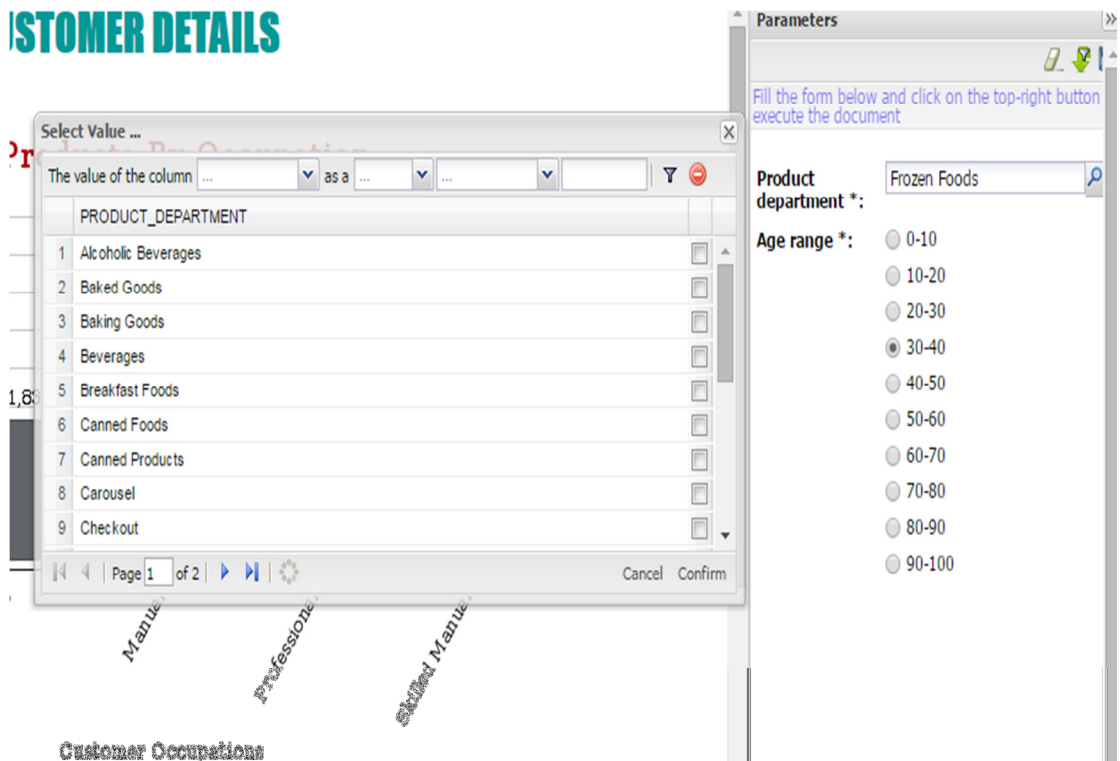 USTOMER DETAILS
Parameters
Fill the form below and click on the top-right button
execute the document
Select Value ...
The value of the column ... as a ... ...
PRODUCT_DEPARTMENT
1 Alcoholic Beverages
2 Baked Goods
3 Baking Goods
4 Beverages
5 Breakfast Foods
6 Canned Foods
7 Canned Products
8 Carousel
9 Checkout
Page 1 of 2
Cancel Confirm
Product Frozen Foods
department *:
Age range *: 0-10
10-20
20-30
30-40
40-50
50-60
60-70
70-80
80-90
90-100
Manua
Professiona
Skilled Manua
Customer Occupations